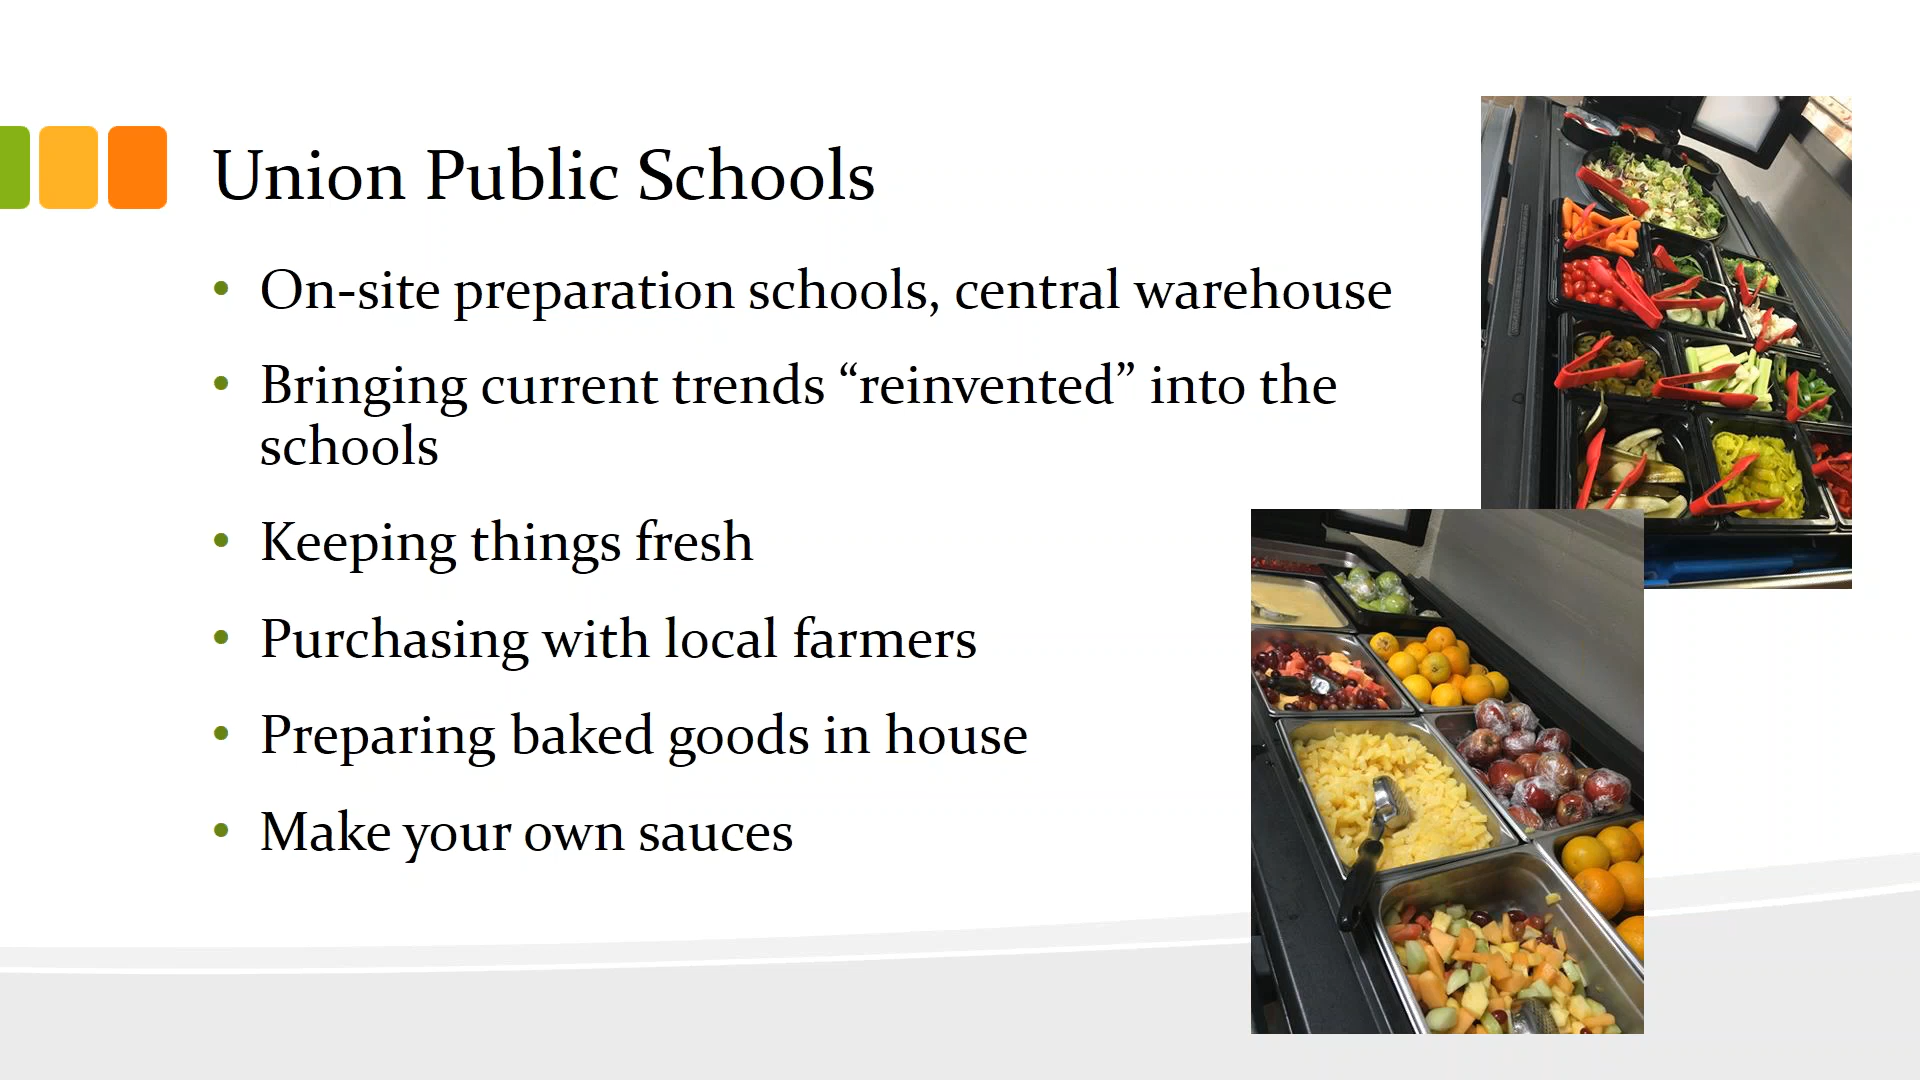 Union Public Schools
• On-site preparation schools, central warehouse
• Bringing current trends “reinvented” into the
schools
• Keeping things fresh
• Purchasing with local farmers
• Preparing baked goods in house
• Make your own sauces